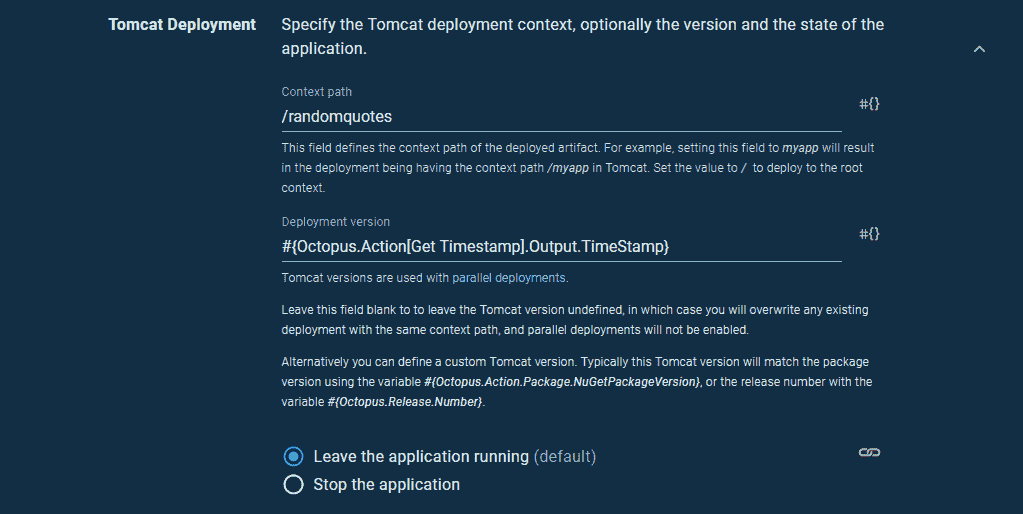 Tomcat Deployment
Specify the Tomcat deployment context, optionally the version and the state of the
application.
Context path
#{}
/randomquotes
This field defines the context path of the deployed artifact. For example, setting this field to myapp will result
in the deployment being having the context path /myapp in Tomcat. Set the value to / to deploy to the root
context.
Deployment version
#{}
#{Octopus.Action[Get Timestamp].Output.TimeStamp}
Tomcat versions are used with parallel deployments.
Leave this field blank to to leave the Tomcat version undefined, in which case you will overwrite any existing
deployment with the same context path, and parallel deployments will not be enabled.
Alternatively you can define a custom Tomcat version. Typically this Tomcat version will match the package
version using the variable #{Octopus.Action.Package.NuGetPackageVersion}, or the release number with the
variable #{Octopus.Release.Number}.
Leave the application running (default)
Stop the application